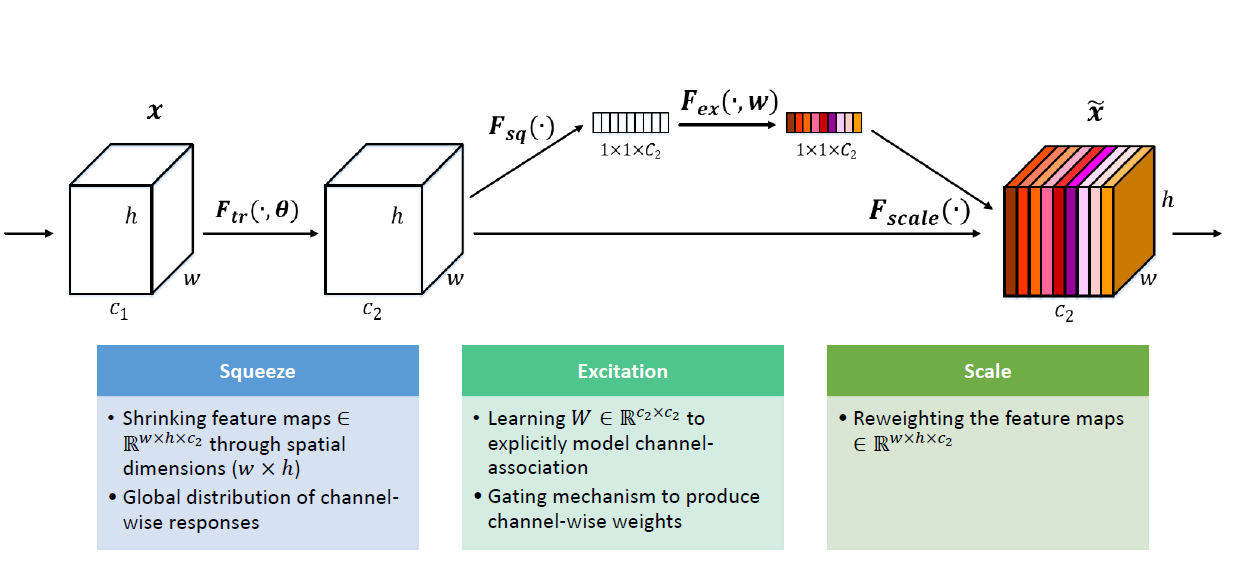 x
h
w
c₁
F_tr(·, θ)
h
w
c₂
F_sq(·)
1×1×C₂
F_ex(·, w)
1×1×C₂
F_scale(·)
x̃
h
w
c₂
Squeeze
• Shrinking feature maps ∈
ℝ^{w×h×c₂} through spatial
dimensions (w × h)
• Global distribution of channel-
wise responses
Excitation
• Learning W ∈ ℝ^{c₂×c₂} to
explicitly model channel-
association
• Gating mechanism to produce
channel-wise weights
Scale
• Reweighting the feature maps
∈ ℝ^{w×h×c₂}